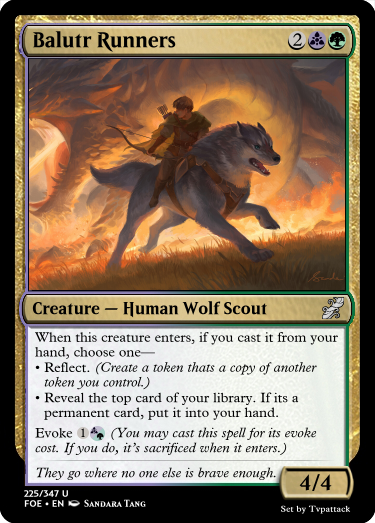 Balutr Runners 2
Creature — Human Wolf Scout
When this creature enters, if you cast it from your
hand, choose one—
• Reflect. (Create a token thats a copy of another
token you control.)
• Reveal the top card of your library. If its a
permanent card, put it into your hand.
Evoke 1 (You may cast this spell for its evoke
cost. If you do, it's sacrificed when it enters.)
They go where no one else is brave enough.
4/4
225/347 U
FOE • EN Sandara Tang
Set by Tvpattack